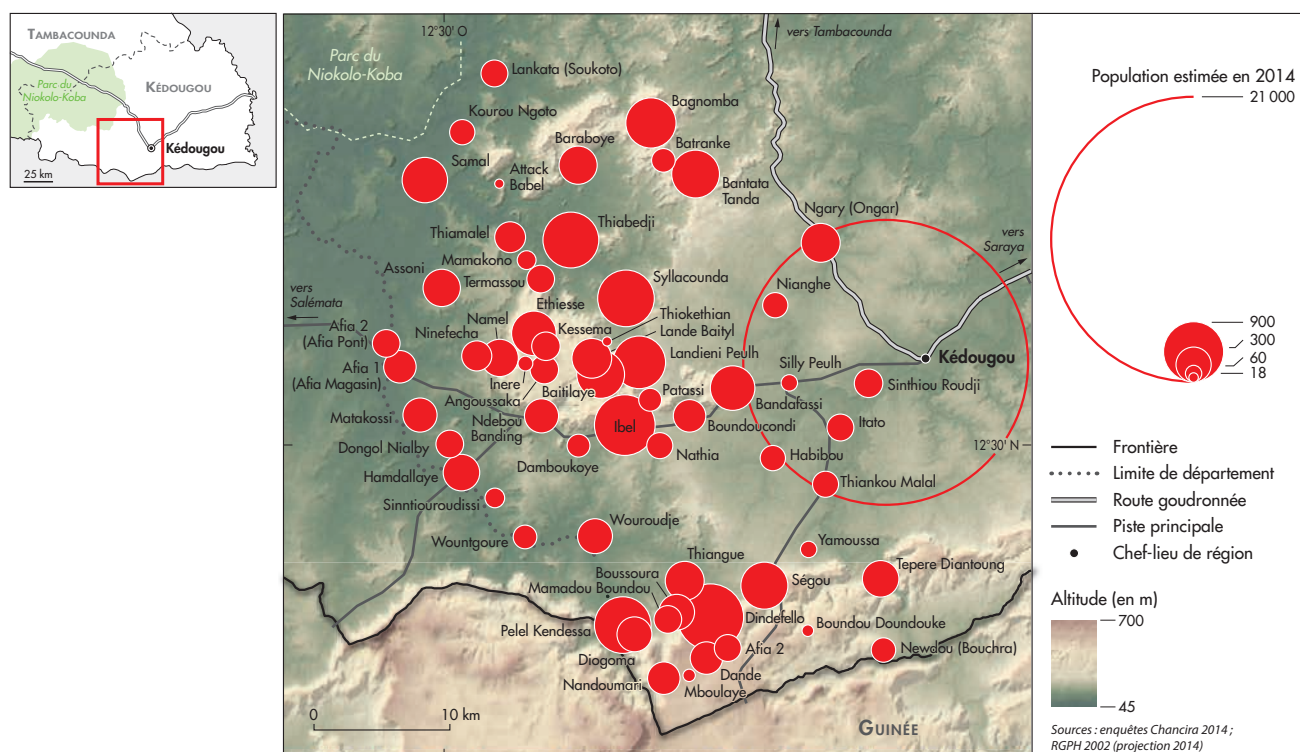 TAMBACOUNDA
Parc du
Niokolo-Koba
KÉDOUGOU
Kédougou
25 km
12°30' O
vers Tambacounda
Parc du
Niokolo-Koba
Lankata (Soukoto)
Kourou Ngoto
Bagnomba
Baraboye
Batranke
Samal
Attack
Babel
Bantata
Tanda
Ngary (Ongar)
Thiabedji
Thiamalel
vers
Saraya
Mamakono
Assoni
Termassou
Syllacounda
Nianghe
vers
Salémata
Ethiesse
Thiokethian
Namel
Kessema
Lande Baityl
Afia 2
(Afia Pont)
Ninefecha
Landieni Peulh
Kédougou
Silly Peulh
Afia 1
(Afia Magasin)
Inere
Sinthiou Roudji
Angoussaka
Baitilaye
Patassi
Bandafassi
Matakossi
Ndebou
Banding
Ibel
Boundoucondi
Itato
Dongol Nialby
12°30' N
Damboukoye
Nathia
Habibou
Hamdallaye
Thiankou Malal
Sinntiouroudissi
Wouroudje
Wountgoure
Yamoussa
Thiangue
Tepere Diantoung
Boussoura
Ségou
Mamadou
Boundou
Dindefello
Boundou Doundouke
Pelel Kendessa
Afia 2
Newdou (Bouchra)
Diogoma
Dande
Nandoumari
Mboulaye
0
10 km
GUINÉE
Population estimée en 2014
21 000
900
300
60
18
Frontière
Limite de département
Route goudronnée
Piste principale
Chef-lieu de région
Altitude (en m)
700
45
Sources : enquêtes Chancira 2014 ;
RGPH 2002 (projection 2014)